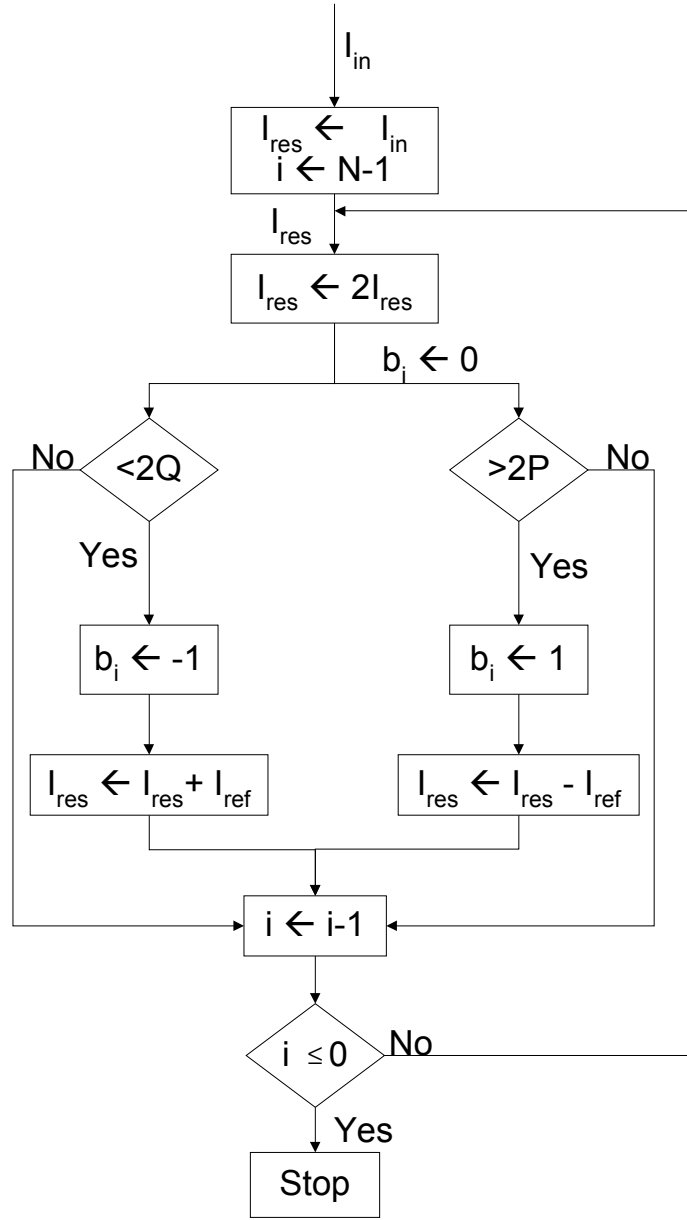 I_in
I_res ← I_in
i ← N-1
I_res
I_res ← 2I_res
b_i ← 0
No
<2Q
>2P
No
Yes
Yes
b_i ← -1
b_i ← 1
I_res ← I_res + I_ref
I_res ← I_res - I_ref
i ← i-1
i ≤ 0
No
Yes
Stop